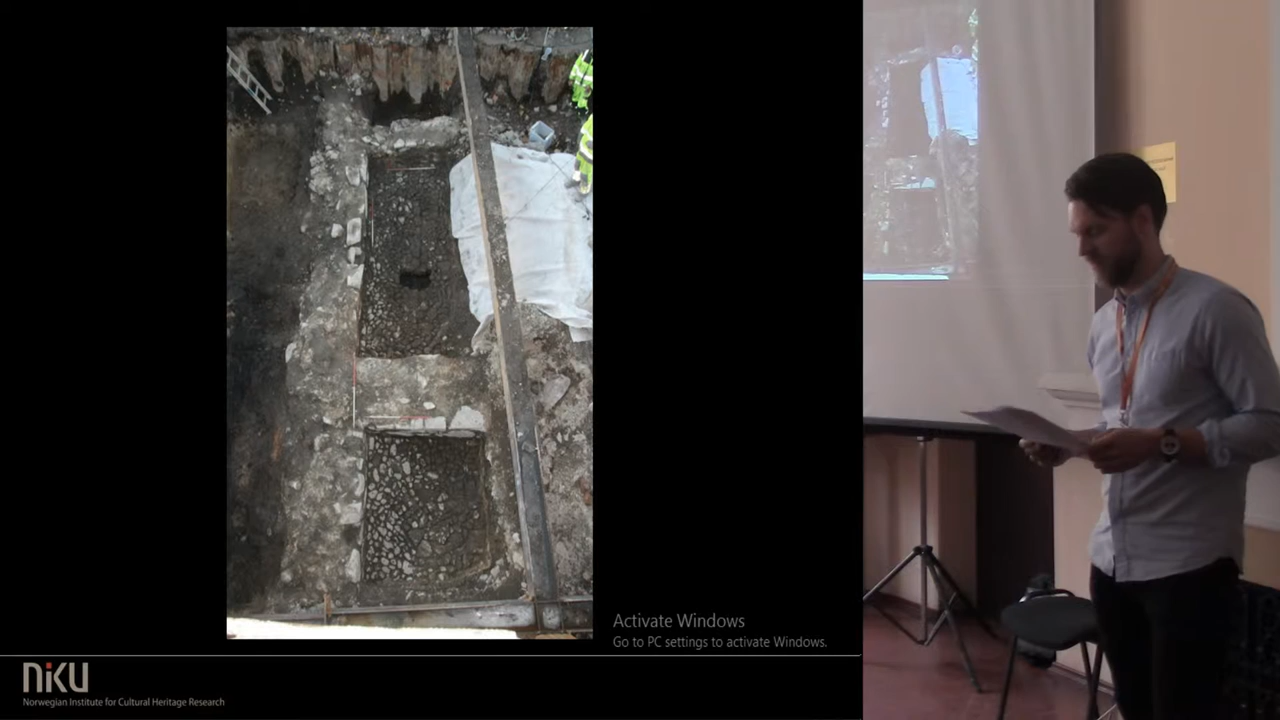 Activate Windows
Go to PC settings to activate Windows.
NIKU
Norwegian Institute for Cultural Heritage Research